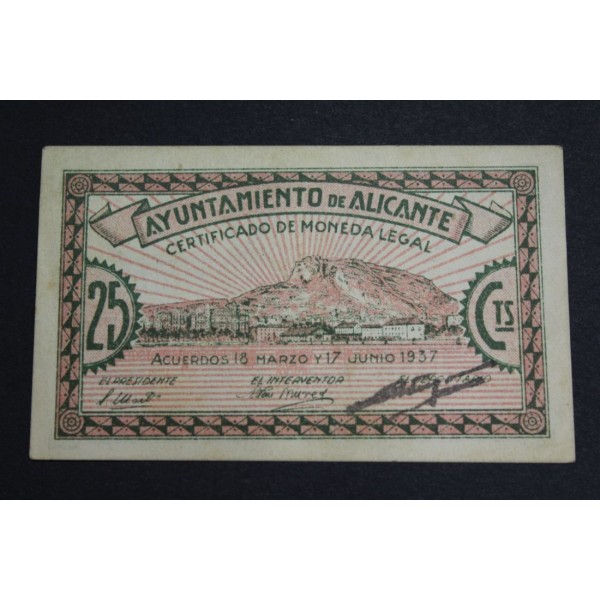 AYUNTAMIENTO DE ALICANTE
CERTIFICADO DE MONEDA LEGAL
25 CTS
ACUERDOS 18 MARZO Y 17 JUNIO 1937
EL PRESIDENTE EL INTERVENTOR